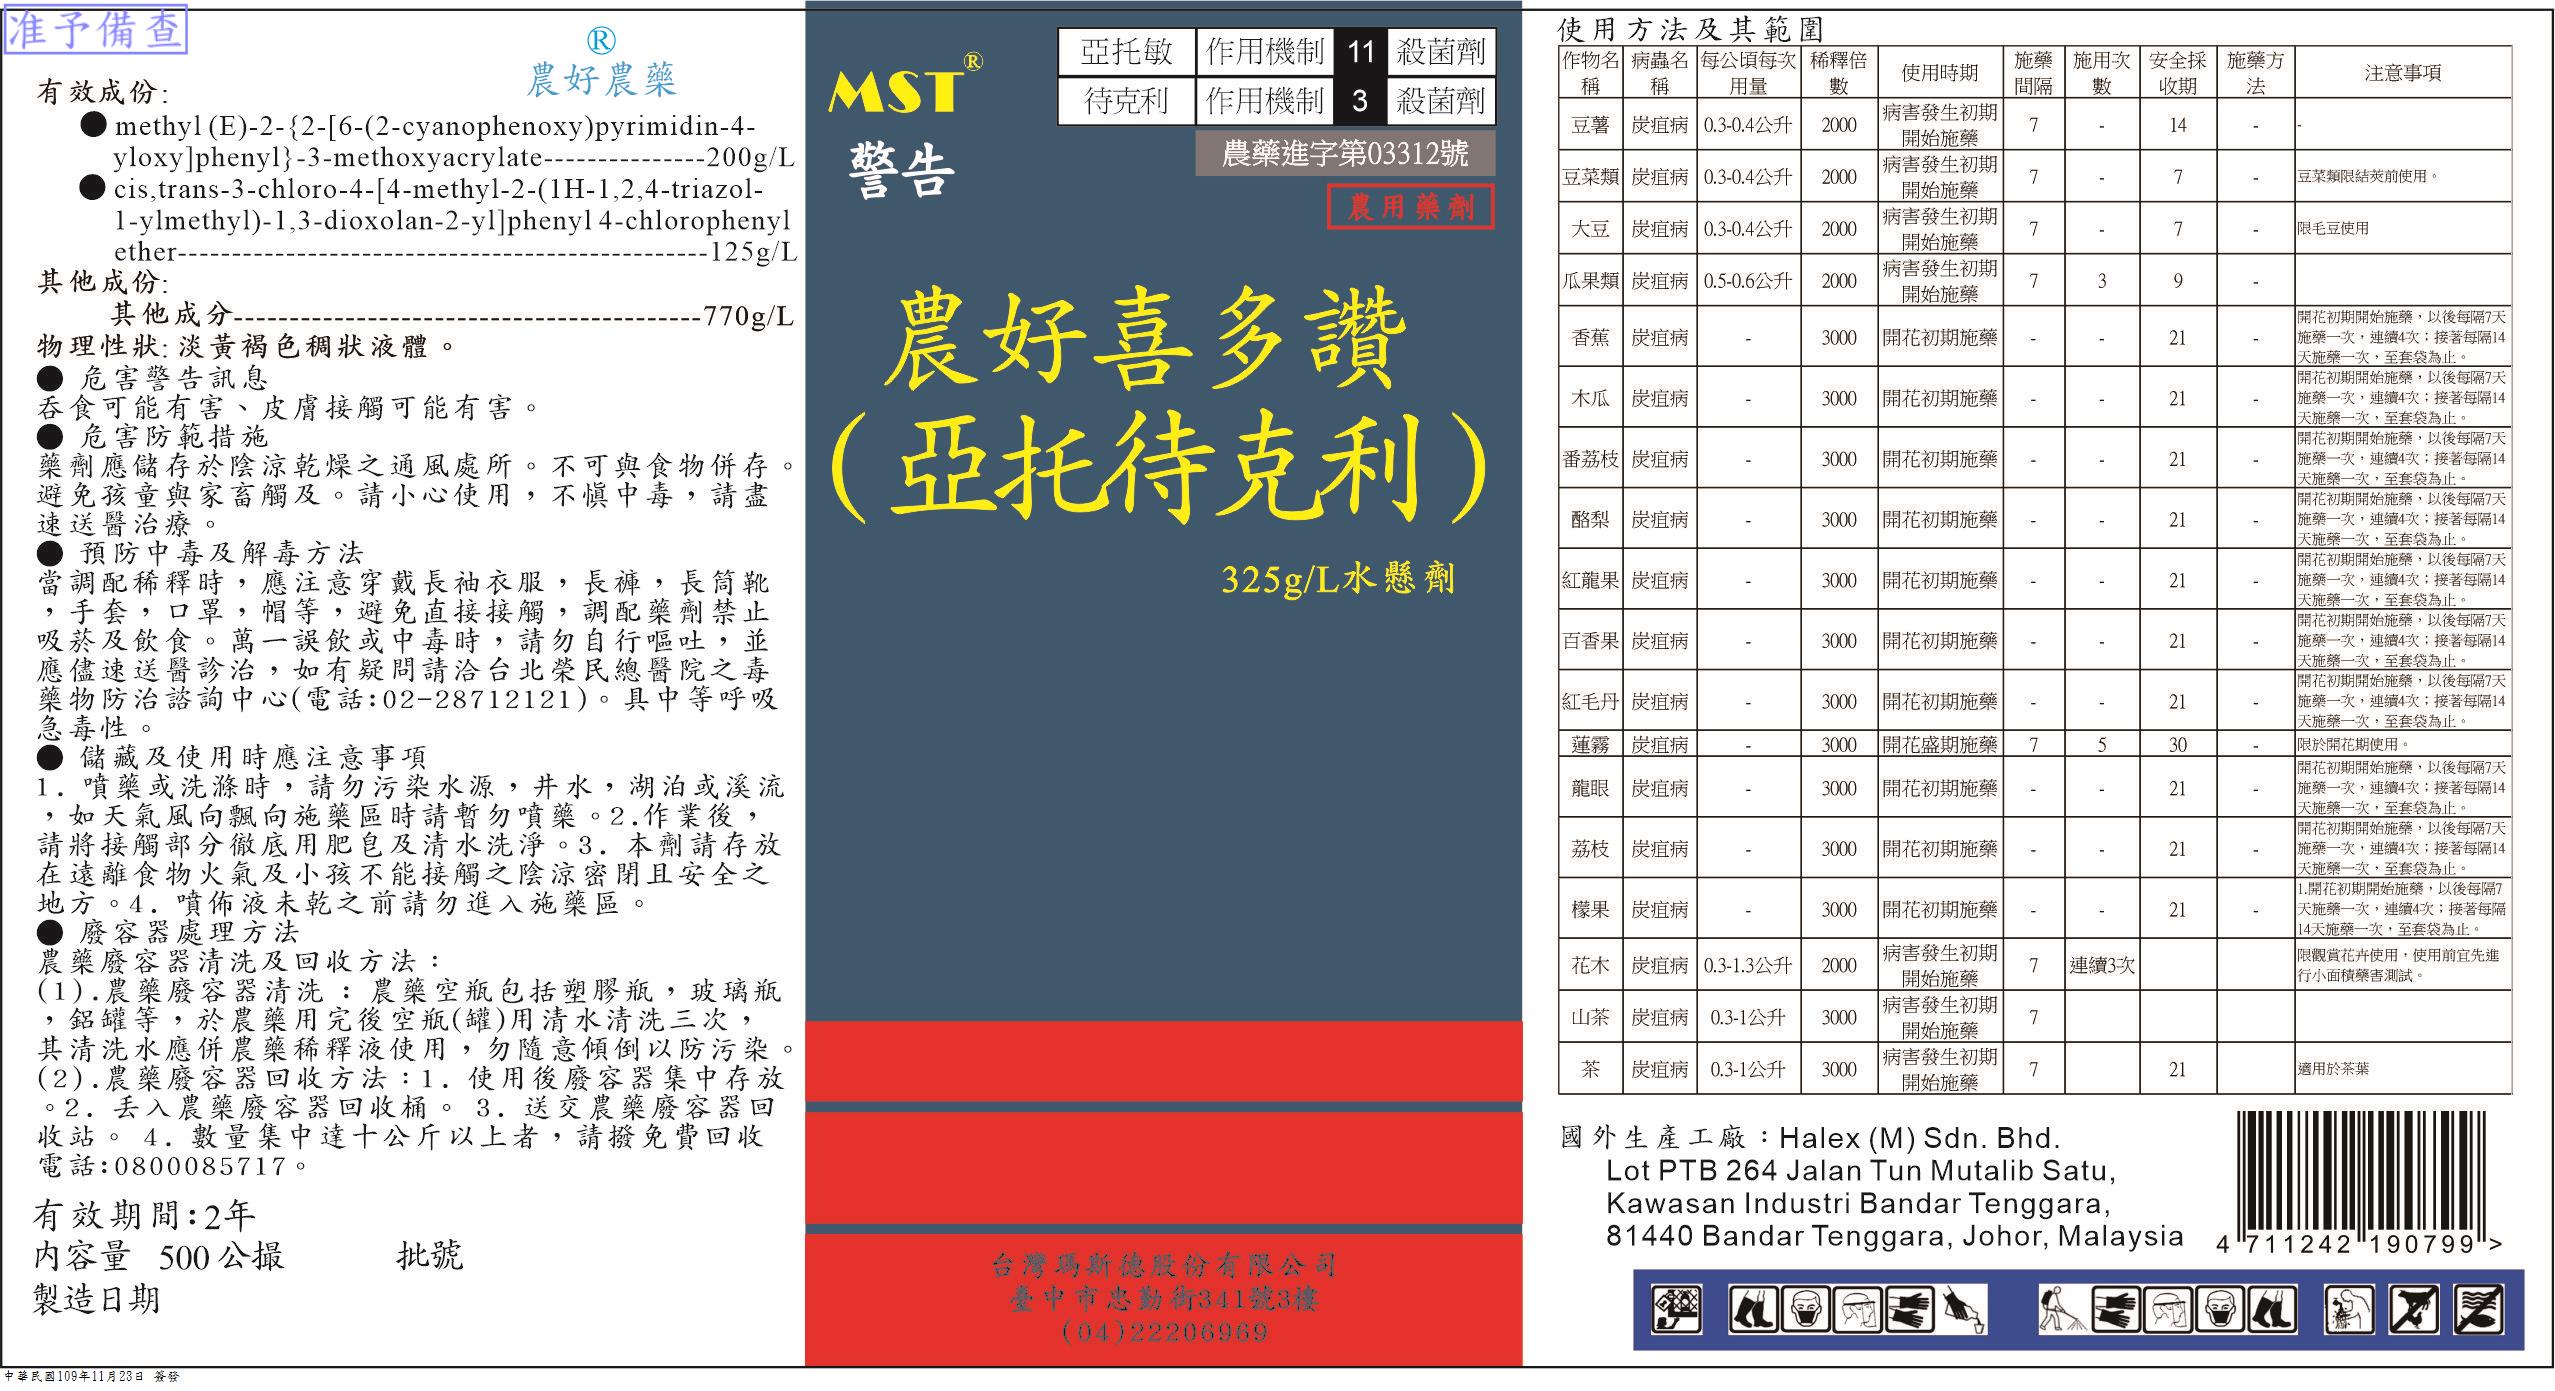 准予備查
®
農好農藥
有效成份:
● methyl (E)-2-{2-[6-(2-cyanophenoxy)pyrimidin-4-
yloxy]phenyl}-3-methoxyacrylate---------------200g/L
● cis,trans-3-chloro-4-[4-methyl-2-(1H-1,2,4-triazol-
1-ylmethyl)-1,3-dioxolan-2-yl]phenyl 4-chlorophenyl
ether-------------------------------------------------125g/L
其他成份:
其他成分-------------------------------------------770g/L
物理性狀: 淡黃褐色稠狀液體。
● 危害警告訊息
吞食可能有害、皮膚接觸可能有害。
● 危害防範措施
藥劑應儲存於陰涼乾燥之通風處所。不可與食物併存。
避免孩童與家畜觸及。請小心使用，不慎中毒，請盡
速送醫治療。
● 預防中毒及解毒方法
當調配稀釋時，應注意穿戴長袖衣服，長褲，長筒靴
，手套，口罩，帽等，避免直接接觸，調配藥劑禁止
吸菸及飲食。萬一誤飲或中毒時，請勿自行嘔吐，並
應儘速送醫診治，如有疑問請洽台北榮民總醫院之毒
藥物防治諮詢中心(電話:02-28712121)。具中等呼吸
急毒性。
● 儲藏及使用時應注意事項
1. 噴藥或洗滌時，請勿污染水源，井水，湖泊或溪流
，如天氣風向飄向施藥區時請暫勿噴藥。2.作業後，
請將接觸部分徹底用肥皂及清水洗淨。3. 本劑請存放
在遠離食物火氣及小孩不能接觸之陰涼密閉且安全之
地方。4. 噴佈液未乾之前請勿進入施藥區。
● 廢容器處理方法
農藥廢容器清洗及回收方法：
(1).農藥廢容器清洗：農藥空瓶包括塑膠瓶，玻璃瓶
，鋁罐等，於農藥用完後空瓶(罐)用清水清洗三次，
其清洗水應併農藥稀釋液使用，勿隨意傾倒以防污染。
(2).農藥廢容器回收方法：1. 使用後廢容器集中存放
。2. 丟入農藥廢容器回收桶。 3. 送交農藥廢容器回
收站。 4. 數量集中達十公斤以上者，請撥免費回收
電話:0800085717。
有效期間:2年
內容量 500公撮 批號
製造日期
中華民國109年11月23日 簽發
MST®
警告
亞托敏 作用機制 11 殺菌劑
待克利 作用機制 3 殺菌劑
農藥進字第03312號
農用藥劑
農好喜多讚
(亞托待克利)
325g/L水懸劑
台灣瑪斯德股份有限公司
臺中市忠勤街341號3樓
(04)22206969
使用方法及其範圍
作物名稱 病蟲名稱 每公頃每次用量 稀釋倍數 使用時期 施藥間隔 施用次數 安全採收期 施藥方法 注意事項
豆薯 炭疽病 0.3-0.4公升 2000 病害發生初期開始施藥 7 - 14 - -
豆菜類 炭疽病 0.3-0.4公升 2000 病害發生初期開始施藥 7 - 7 - 豆菜類限結莢前使用。
大豆 炭疽病 0.3-0.4公升 2000 病害發生初期開始施藥 7 - 7 - 限毛豆使用
瓜果類 炭疽病 0.5-0.6公升 2000 病害發生初期開始施藥 7 3 9 -
香蕉 炭疽病 - 3000 開花初期施藥 - - 21 - 開花初期開始施藥，以後每隔7天施藥一次，連續4次；接著每隔14天施藥一次，至套袋為止。
木瓜 炭疽病 - 3000 開花初期施藥 - - 21 - 開花初期開始施藥，以後每隔7天施藥一次，連續4次；接著每隔14天施藥一次，至套袋為止。
番荔枝 炭疽病 - 3000 開花初期施藥 - - 21 - 開花初期開始施藥，以後每隔7天施藥一次，連續4次；接著每隔14天施藥一次，至套袋為止。
酪梨 炭疽病 - 3000 開花初期施藥 - - 21 - 開花初期開始施藥，以後每隔7天施藥一次，連續4次；接著每隔14天施藥一次，至套袋為止。
紅龍果 炭疽病 - 3000 開花初期施藥 - - 21 - 開花初期開始施藥，以後每隔7天施藥一次，連續4次；接著每隔14天施藥一次，至套袋為止。
百香果 炭疽病 - 3000 開花初期施藥 - - 21 - 開花初期開始施藥，以後每隔7天施藥一次，連續4次；接著每隔14天施藥一次，至套袋為止。
紅毛丹 炭疽病 - 3000 開花初期施藥 - - 21 - 開花初期開始施藥，以後每隔7天施藥一次，連續4次；接著每隔14天施藥一次，至套袋為止。
蓮霧 炭疽病 - 3000 開花盛期施藥 7 5 30 - 限於開花期使用。
龍眼 炭疽病 - 3000 開花初期施藥 - - 21 - 開花初期開始施藥，以後每隔7天施藥一次，連續4次；接著每隔14天施藥一次，至套袋為止。
荔枝 炭疽病 - 3000 開花初期施藥 - - 21 - 開花初期開始施藥，以後每隔7天施藥一次，連續4次；接著每隔14天施藥一次，至套袋為止。
檬果 炭疽病 - 3000 開花初期施藥 - - 21 - 1.開花初期開始施藥，以後每隔7天施藥一次，連續4次；接著每隔14天施藥一次，至套袋為止。
花木 炭疽病 0.3-1.3公升 2000 病害發生初期開始施藥 7 連續3次 限觀賞花卉使用，使用前宜先進行小面積藥害測試。
山茶 炭疽病 0.3-1公升 3000 病害發生初期開始施藥 7
茶 炭疽病 0.3-1公升 3000 病害發生初期開始施藥 7 21 適用於茶葉
國外生產工廠：Halex (M) Sdn. Bhd.
Lot PTB 264 Jalan Tun Mutalib Satu,
Kawasan Industri Bandar Tenggara,
81440 Bandar Tenggara, Johor, Malaysia
4 711242 190799 >